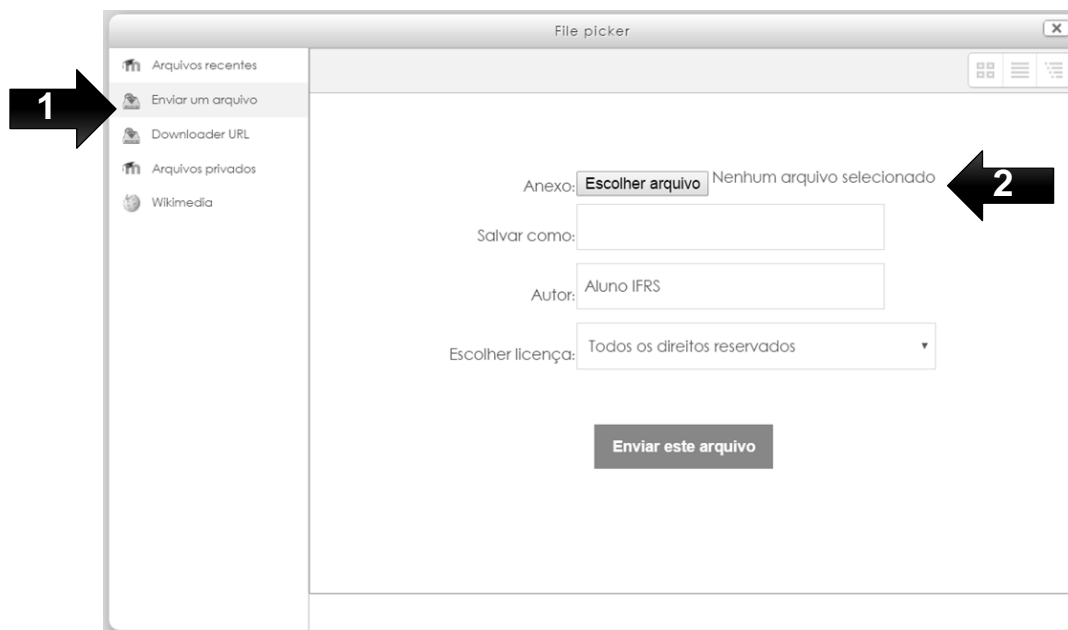 File picker
Arquivos recentes
1
Enviar um arquivo
Downloader URL
Arquivos privados
Wikimedia
Anexo: Escolher arquivo Nenhum arquivo selecionado
2
Salvar como:
Autor: Aluno IFRS
Escolher licença: Todos os direitos reservados
Enviar este arquivo